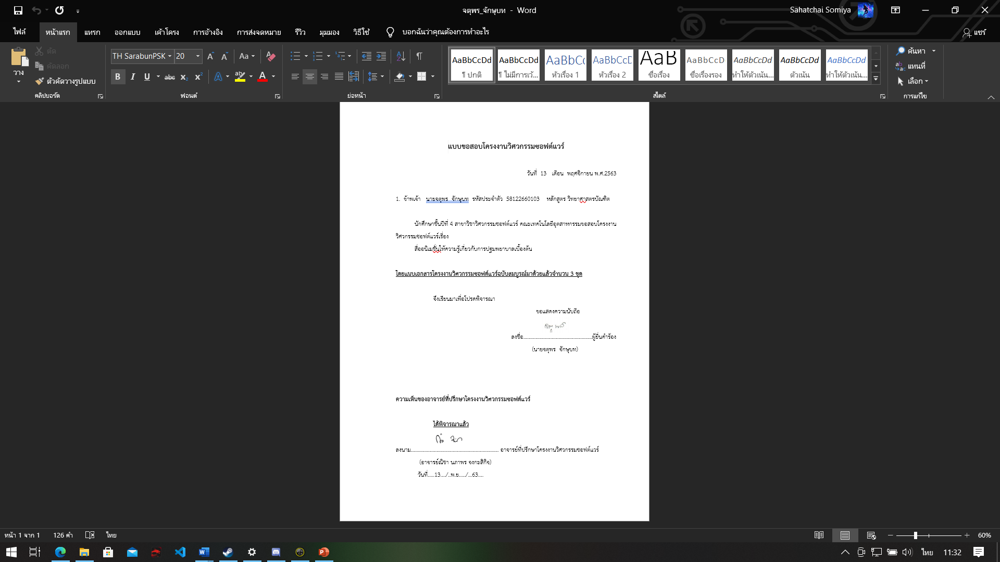 จตุพร_จักษุบท - Word
Sahatchai Somiya
ไฟล์ หน้าแรก แทรก ออกแบบ เค้าโครง การอ้างอิง การส่งจดหมาย รีวิว มุมมอง วิธีใช้ บอกฉันว่าคุณต้องการทำอะไร แชร์
วาง
ตัด
คัดลอก
ตัวคัดวางรูปแบบ
คลิปบอร์ด
TH SarabunPSK 20
ฟอนต์
ย่อหน้า
AaBbCcDd AaBbCcDd AaBbCc AaBbCcD AaB AaBbCcD AaBbCcDd AaBbCcDd AaBbCcDd
¶ ปกติ ¶ ไม่มีการเว้... หัวเรื่อง 1 หัวเรื่อง 2 ชื่อเรื่อง ชื่อเรื่องรอง ทำให้ตัวเน้น... ตัวเน้น ทำให้ตัวเน้น...
สไตล์
ค้นหา
แทนที่
เลือก
การแก้ไข
แบบขอสอบโครงงานวิศวกรรมซอฟต์แวร์
วันที่ 13 เดือน พฤศจิกายน พ.ศ.2563
1. ข้าพเจ้า นายจตุพร จักษุบท รหัสประจำตัว 58122660103 หลักสูตร วิทยาศาสตรบัณฑิต
นักศึกษาชั้นปีที่ 4 สาขาวิชาวิศวกรรมซอฟต์แวร์ คณะเทคโนโลยีอุตสาหกรรมขอสอบโครงงาน
วิศวกรรมซอฟต์แวร์เรื่อง
สื่ออนิเมชั่นให้ความรู้เกี่ยวกับการปฐมพยาบาลเบื้องต้น
โดยแนบเอกสารโครงงานวิศวกรรมซอฟต์แวร์ฉบับสมบูรณ์มาด้วยแล้วจำนวน 3 ชุด
จึงเรียนมาเพื่อโปรดพิจารณา
ขอแสดงความนับถือ
จตุพร
ลงชื่อ....................................................ผู้ยื่นคำร้อง
(นายจตุพร จักษุบท)
ความเห็นของอาจารย์ที่ปรึกษาโครงงานวิศวกรรมซอฟต์แวร์
ได้พิจารณาแล้ว
ลงนาม.................................................................. อาจารย์ที่ปรึกษาโครงงานวิศวกรรมซอฟต์แวร์
(อาจารย์ณิชา นภาพร จงกะสิกิจ)
วันที่.....13..../..พ.ย...../...63....
หน้า 1 จาก 1 126 คำ ไทย
60%
ไทย 11:32